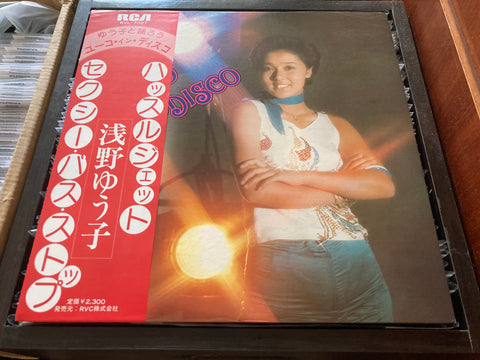 RCA
ゆう子と踊ろう
ユーコ・イン・ディスコ
ハッスルジェット
浅野ゆう子
セクシー・バス・ストップ
定価¥2,300
発売元：RVC株式会社
DISCO